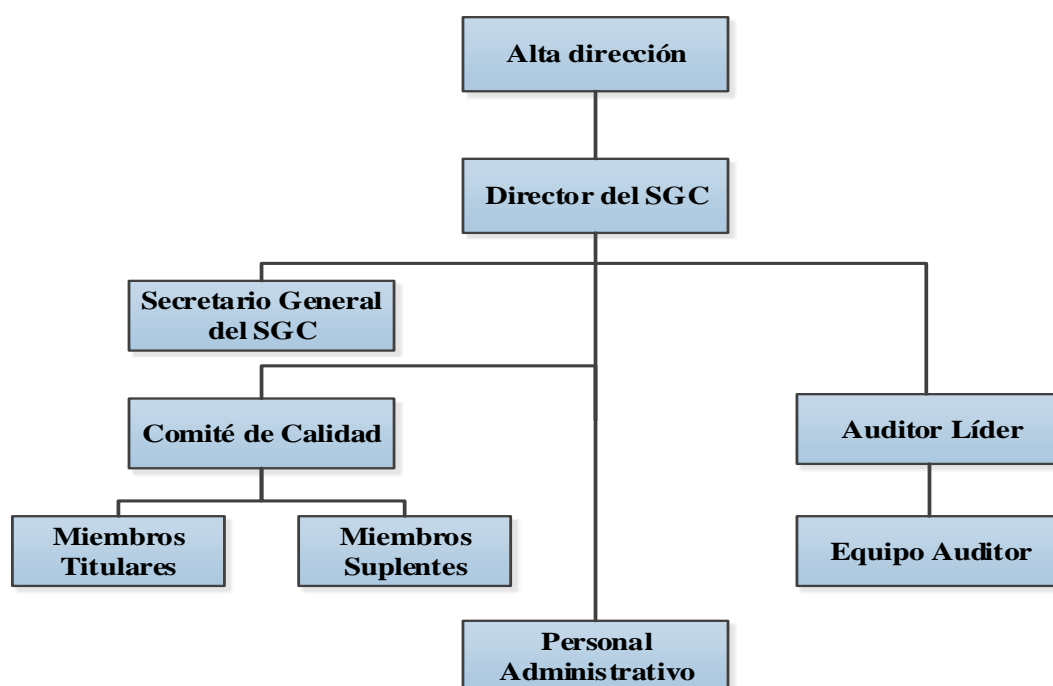 Alta dirección
Director del SGC
Secretario General
del SGC
Comité de Calidad
Auditor Líder
Miembros
Titulares
Miembros
Suplentes
Equipo Auditor
Personal
Administrativo